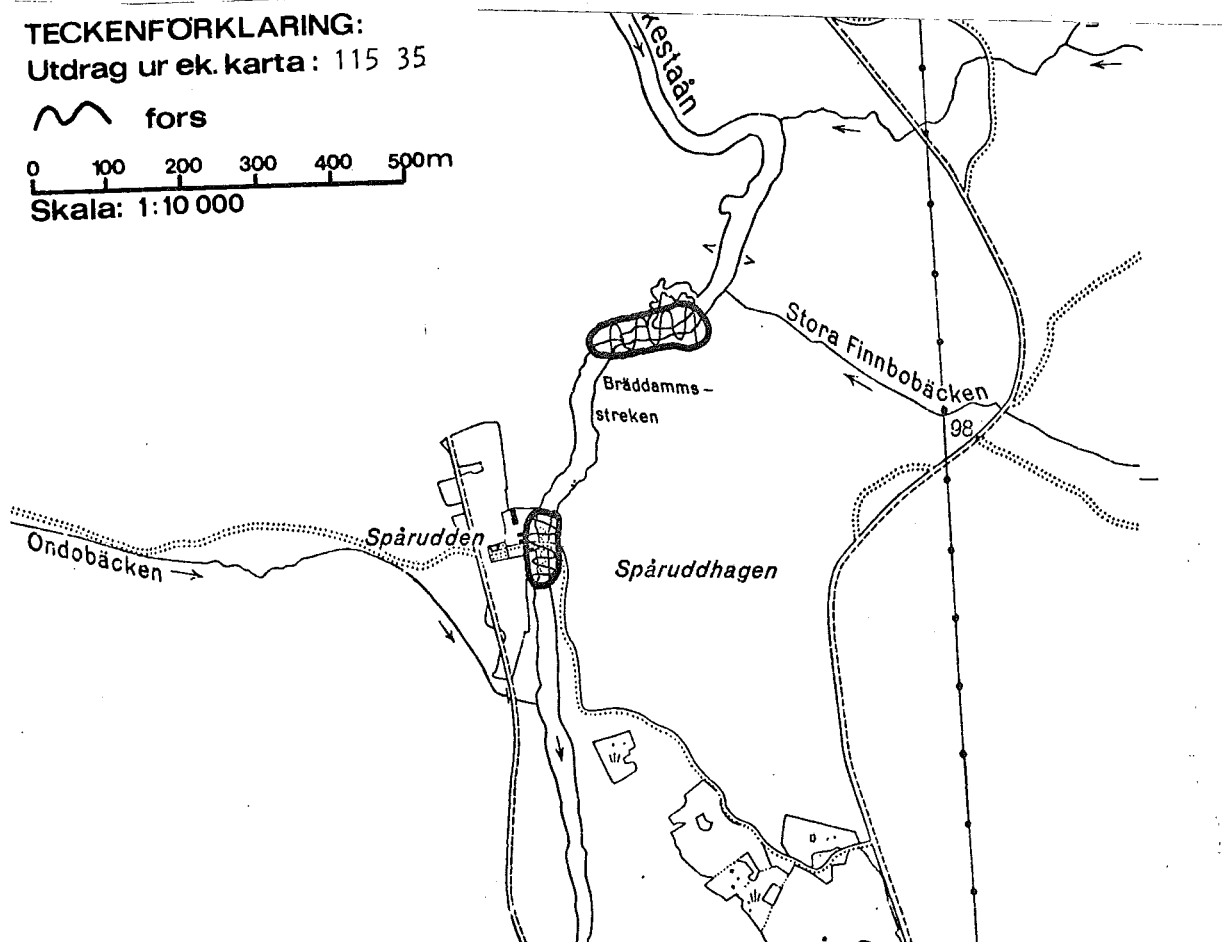 TECKENFÖRKLARING:
Utdrag ur ek. karta: 115 35
fors
0 100 200 300 400 500m
Skala: 1:10 000
kestaån
Stora Finnbobäcken
Bräddamms-
streken
98
Spårudden
Ondobäcken
Spåruddhagen